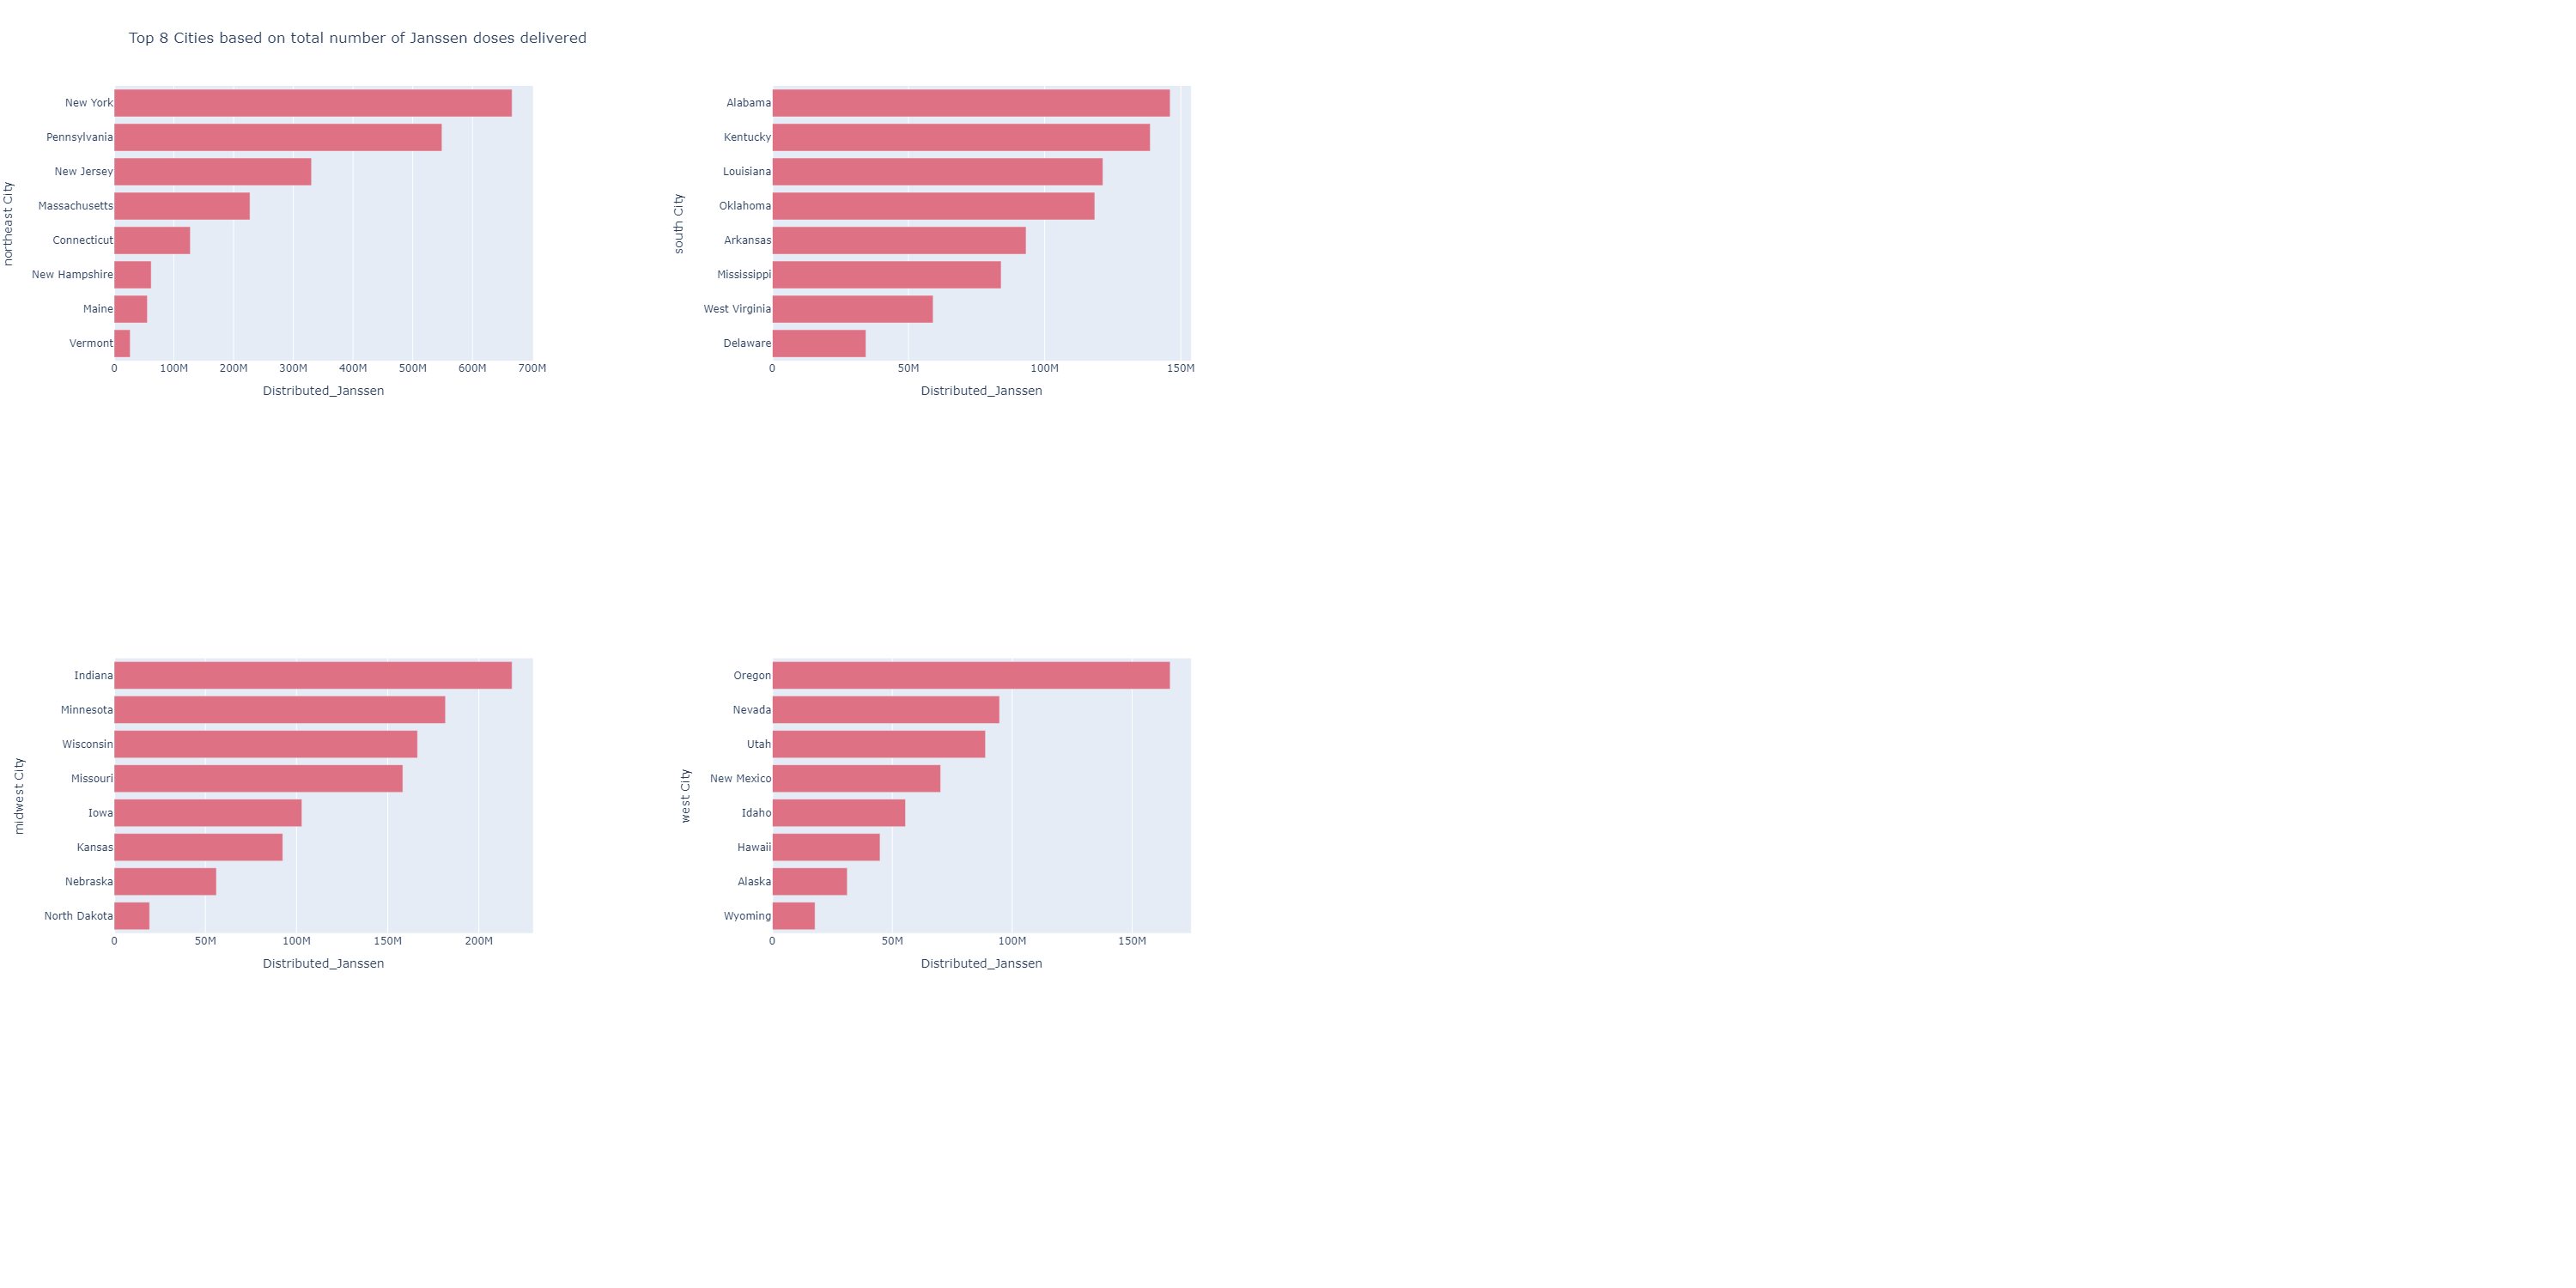 Top 8 Cities based on total number of Janssen doses delivered
northeast City
New York
Pennsylvania
New Jersey
Massachusetts
Connecticut
New Hampshire
Maine
Vermont
0 100M 200M 300M 400M 500M 600M 700M
Distributed_Janssen
south City
Alabama
Kentucky
Louisiana
Oklahoma
Arkansas
Mississippi
West Virginia
Delaware
0 50M 100M 150M
Distributed_Janssen
midwest City
Indiana
Minnesota
Wisconsin
Missouri
Iowa
Kansas
Nebraska
North Dakota
0 50M 100M 150M 200M
Distributed_Janssen
west City
Oregon
Nevada
Utah
New Mexico
Idaho
Hawaii
Alaska
Wyoming
0 50M 100M 150M
Distributed_Janssen